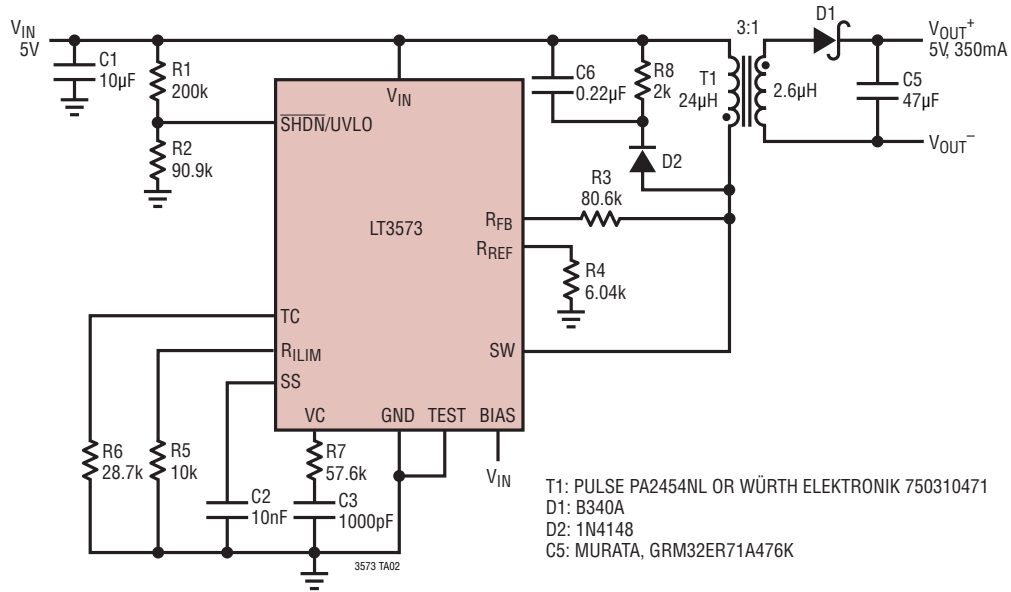 VIN
5V
C1
10µF
R1
200k
R2
90.9k
VIN
SHDN/UVLO
LT3573
RFB
RREF
TC
RILIM
SS
SW
VC
GND
TEST
BIAS
VIN
C6
0.22µF
R8
2k
D2
R3
80.6k
R4
6.04k
3:1
T1
24µH
2.6µH
D1
VOUT+
5V, 350mA
C5
47µF
VOUT–
R6
28.7k
R5
10k
C2
10nF
R7
57.6k
C3
1000pF
3573 TA02
T1: PULSE PA2454NL OR WÜRTH ELEKTRONIK 750310471
D1: B340A
D2: 1N4148
C5: MURATA, GRM32ER71A476K